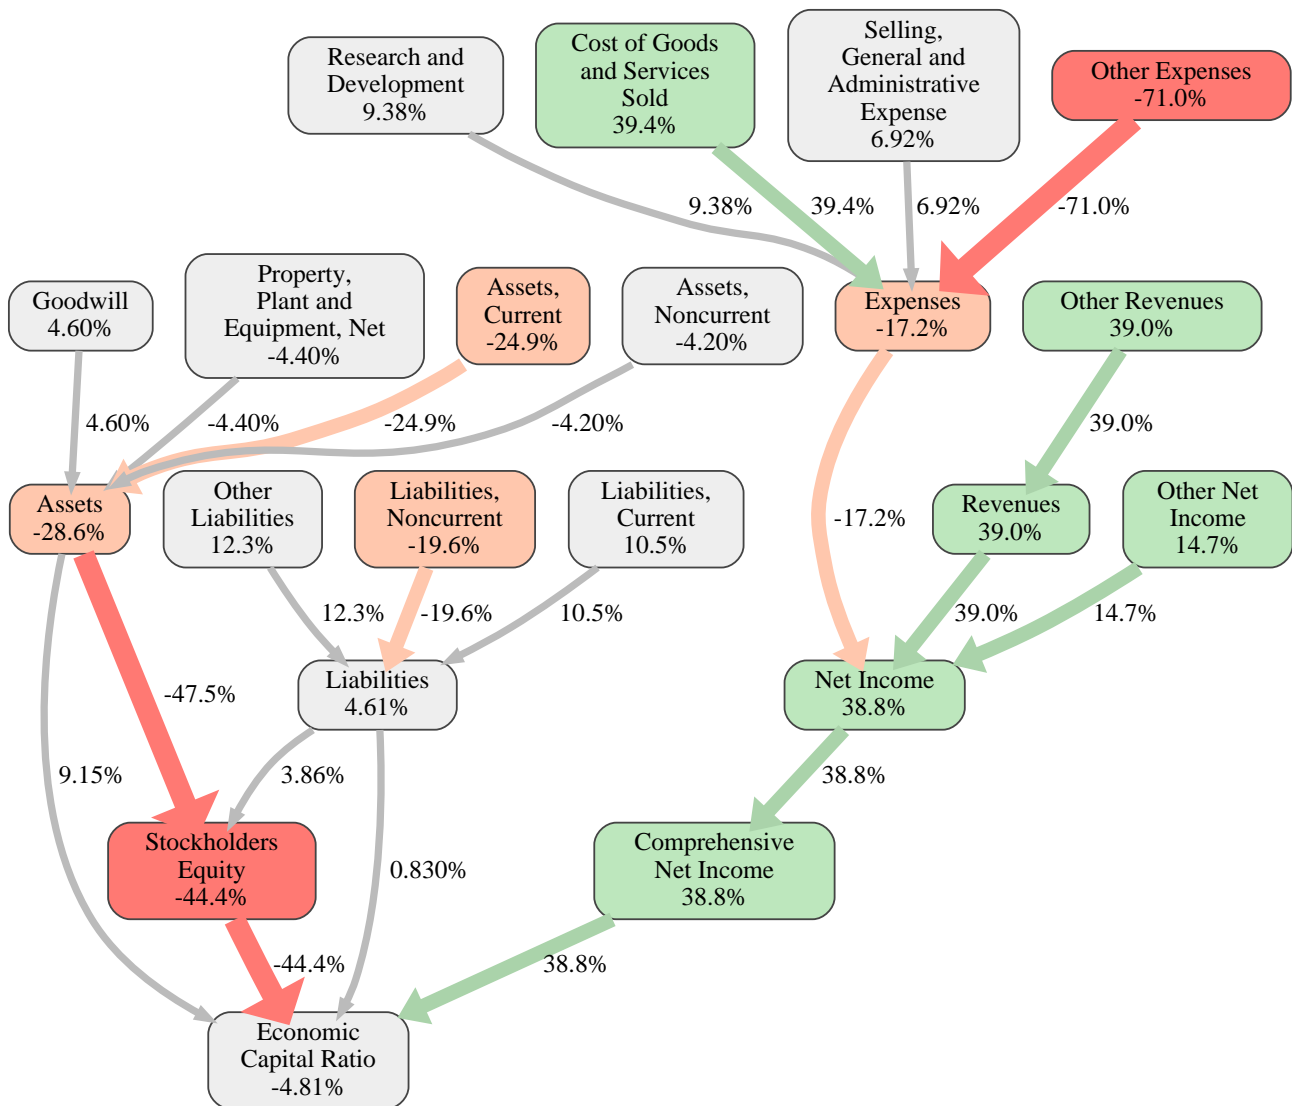 Research and
Development
9.38%
Cost of Goods
and Services
Sold
39.4%
Selling,
General and
Administrative
Expense
6.92%
Other Expenses
-71.0%
9.38%
39.4%
6.92%
-71.0%
Goodwill
4.60%
Property,
Plant and
Equipment, Net
-4.40%
Assets,
Current
-24.9%
Assets,
Noncurrent
-4.20%
Expenses
-17.2%
Other Revenues
39.0%
4.60%
-4.40%
-24.9%
-4.20%
39.0%
Assets
-28.6%
Other
Liabilities
12.3%
Liabilities,
Noncurrent
-19.6%
Liabilities,
Current
10.5%
-17.2%
Revenues
39.0%
Other Net
Income
14.7%
12.3%
-19.6%
10.5%
39.0%
14.7%
-47.5%
Liabilities
4.61%
Net Income
38.8%
9.15%
3.86%
38.8%
Stockholders
Equity
-44.4%
0.830%
Comprehensive
Net Income
38.8%
-44.4%
38.8%
Economic
Capital Ratio
-4.81%